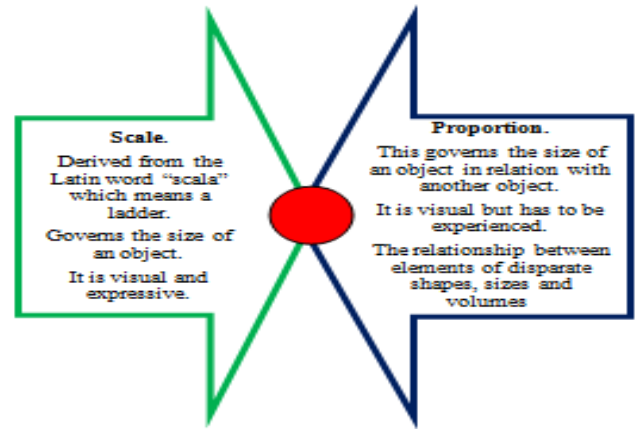 Scale.
Derived from the
Latin word “scala”
which means a
ladder.
Governs the size of
an object.
It is visual and
expressive.
Proportion.
This governs the size of
an object in relation with
another object.
It is visual but has to be
experienced.
The relationship between
elements of disparate
shapes, sizes and
volumes